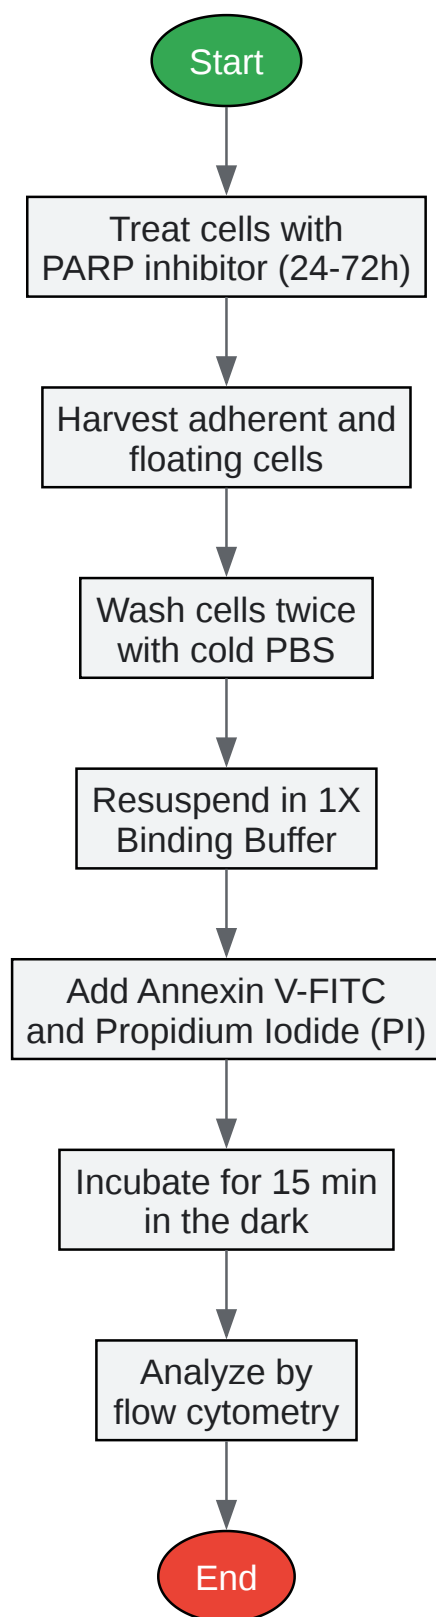 Start
Treat cells with
PARP inhibitor (24-72h)
Harvest adherent and
floating cells
Wash cells twice
with cold PBS
Resuspend in 1X
Binding Buffer
Add Annexin V-FITC
and Propidium Iodide (PI)
Incubate for 15 min
in the dark
Analyze by
flow cytometry
End